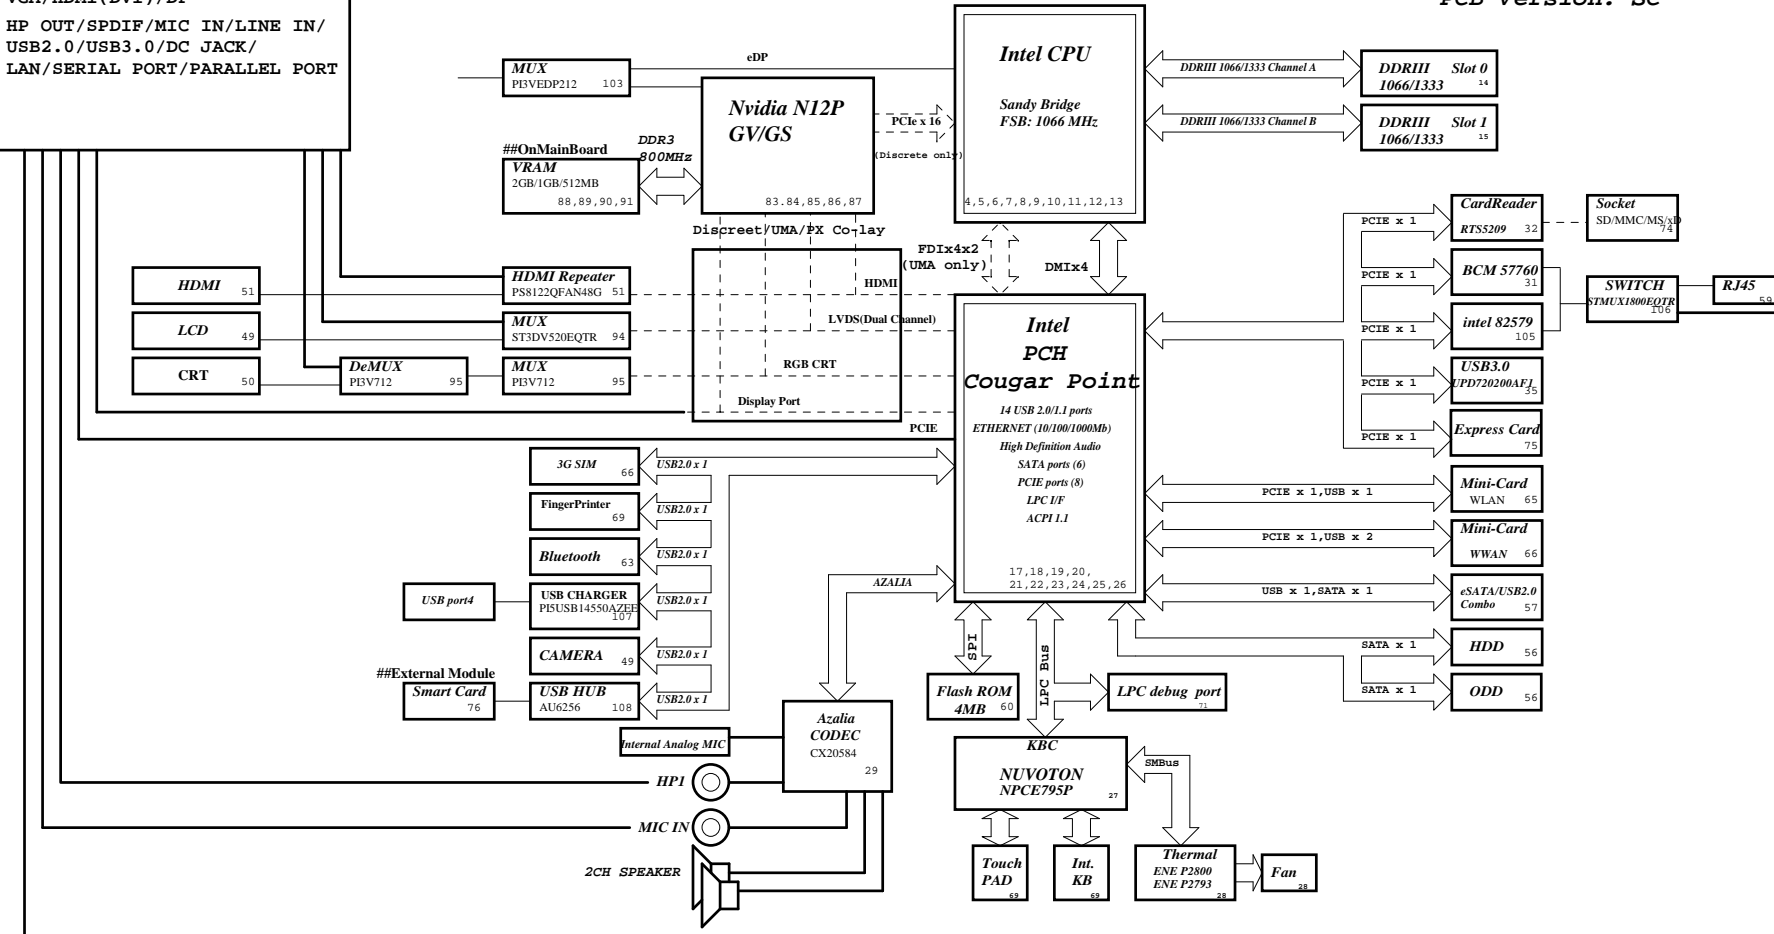 HP OUT/SPDIF/MIC IN/LINE IN/
USB2.0/USB3.0/DC JACK/
LAN/SERIAL PORT/PARALLEL PORT
MUX
PI3VEDP212 103
eDP
Nvidia N12P
GV/GS
83.84,85,86,87
PCIe x 16
(Discrete only)
Intel CPU
Sandy Bridge
FSB: 1066 MHz
4,5,6,7,8,9,10,11,12,13
DDRIII 1066/1333 Channel A
DDRIII Slot 0
1066/1333 14
DDRIII 1066/1333 Channel B
DDRIII Slot 1
1066/1333 15
##OnMainBoard
VRAM
2GB/1GB/512MB
88,89,90,91
DDR3
800MHz
Discreet/UMA/PX Co-lay
FDIx4x2
(UMA only)
DMIx4
HDMI
51
HDMI Repeater
PS8122QFAN48G 51
HDMI
LCD
49
MUX
ST3DV520EQTR 94
LVDS(Dual Channel)
CRT
50
DeMUX
PI3V712 95
MUX
PI3V712 95
RGB CRT
Display Port
PCIE
Intel
PCH
Cougar Point
14 USB 2.0/1.1 ports
ETHERNET (10/100/1000Mb)
High Definition Audio
SATA ports (6)
PCIE ports (8)
LPC I/F
ACPI 1.1
17,18,19,20,
21,22,23,24,25,26
PCIE x 1
CardReader
RTS5209 32
Socket
SD/MMC/MS/xD
74
PCIE x 1
BCM 57760
31
SWITCH
STMUX1800EQTR
106
RJ45
59
PCIE x 1
intel 82579
105
PCIE x 1
USB3.0
UPD720200AF1
35
PCIE x 1
Express Card
75
PCIE x 1,USB x 1
Mini-Card
WLAN 65
PCIE x 1,USB x 2
Mini-Card
WWAN 66
USB x 1,SATA x 1
eSATA/USB2.0
Combo 57
SATA x 1
HDD
56
SATA x 1
ODD
56
3G SIM
66
USB2.0 x 1
FingerPrinter
69
USB2.0 x 1
Bluetooth
63
USB2.0 x 1
USB port4
USB CHARGER
PI5USB14550AZEE
107
USB2.0 x 1
CAMERA
49
USB2.0 x 1
##External Module
Smart Card
76
USB HUB
AU6256 108
USB2.0 x 1
AZALIA
Azalia
CODEC
CX20584
29
Internal Analog MIC
HP1
MIC IN
2CH SPEAKER
SPI
Flash ROM
4MB 60
LPC Bus
LPC debug port
71
KBC
NUVOTON
NPCE795P
27
SMBus
Touch
PAD
69
Int.
KB
69
Thermal
ENE P2800
ENE P2793
28
Fan
28